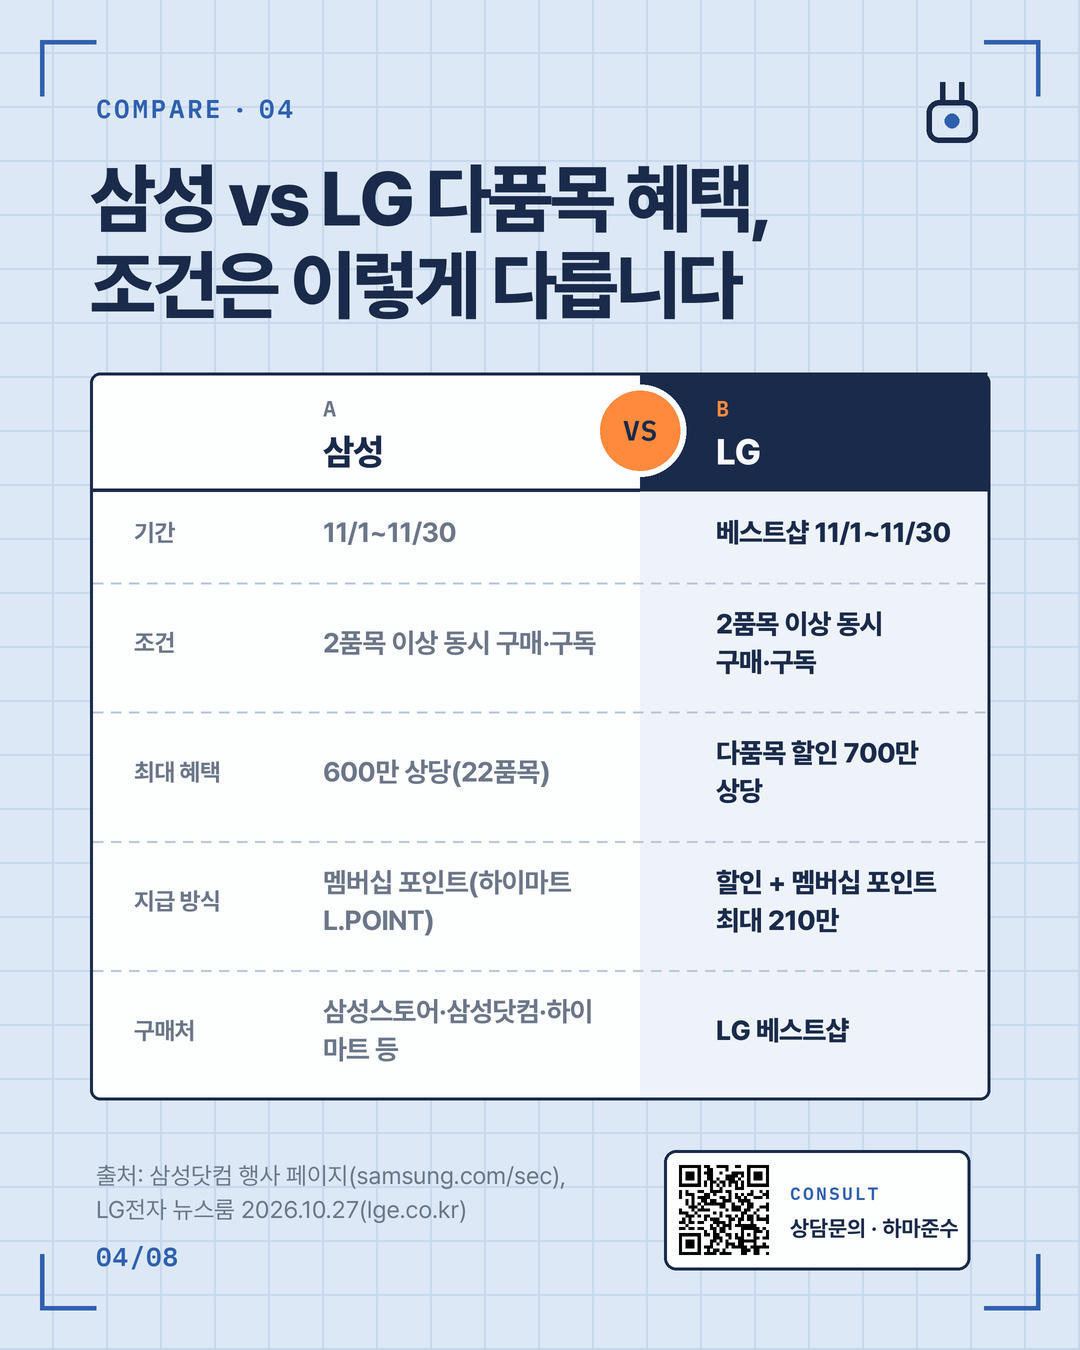 COMPARE · 04
삼성 vs LG 다품목 혜택,
조건은 이렇게 다릅니다
A
삼성
VS
B
LG
기간
11/1~11/30
베스트샵 11/1~11/30
조건
2품목 이상 동시 구매·구독
2품목 이상 동시
구매·구독
최대 혜택
600만 상당(22품목)
다품목 할인 700만
상당
지급 방식
멤버십 포인트(하이마트
L.POINT)
할인 + 멤버십 포인트
최대 210만
구매처
삼성스토어·삼성닷컴·하이
마트 등
LG 베스트샵
출처: 삼성닷컴 행사 페이지(samsung.com/sec),
LG전자 뉴스룸 2026.10.27(lge.co.kr)
04/08
CONSULT
상담문의 · 하마준수